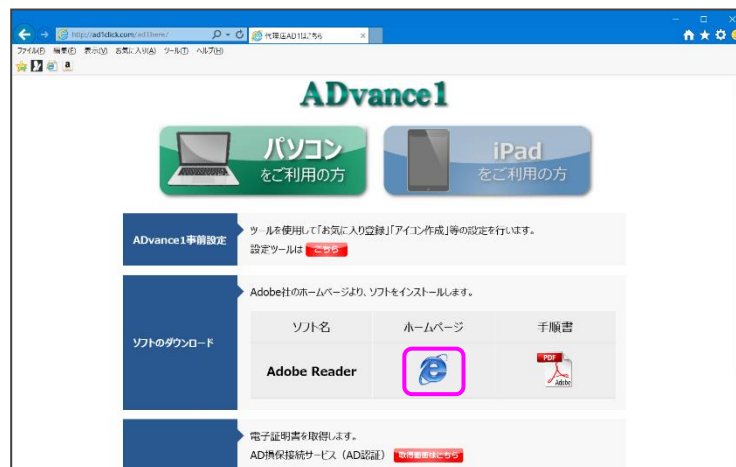 http://ad1click.com/ad1here/
代理店AD1はこちら
ファイル(F) 編集(E) 表示(V) お気に入り(A) ツール(T) ヘルプ(H)
ADvance1
パソコン
をご利用の方
iPad
をご利用の方
ADvance1事前設定
ツールを使用して「お気に入り登録」「アイコン作成」等の設定を行います。
設定ツールは こちら
ソフトのダウンロード
Adobe社のホームページより、ソフトをインストールします。
ソフト名 ホームページ 手順書
Adobe Reader
PDF
Adobe
電子証明書を取得します。
AD損保接続サービス（AD認証） 取得画面はこちら